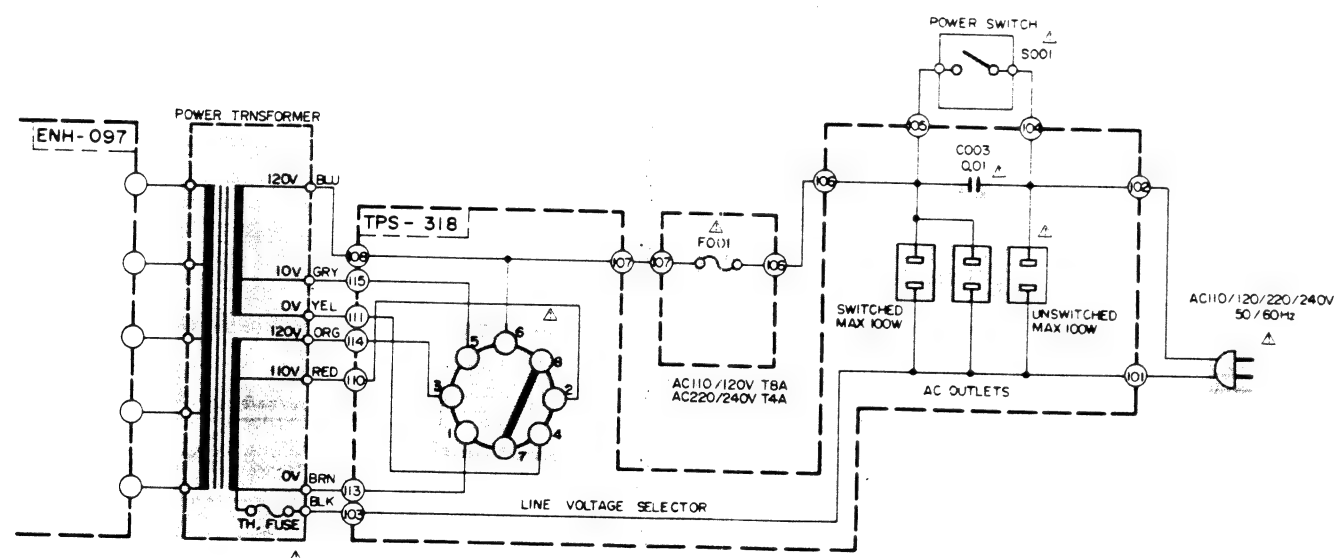 POWER SWITCH
S001
POWER TRNSFORMER
ENH-097
105
104
C003
0.01
106
102
120V BLU
TPS-318
F001
108
107
107
106
10V GRY
115
0V YEL
111
120V ORG
114
110V RED
110
5
6
8
3
2
1
7
4
SWITCHED
MAX 100W
UNSWITCHED
MAX 100W
AC110/120/220/240V
50/60Hz
AC110/120V T8A
AC220/240V T4A
AC OUTLETS
101
0V BRN
113
BLK
103
TH. FUSE
LINE VOLTAGE SELECTOR